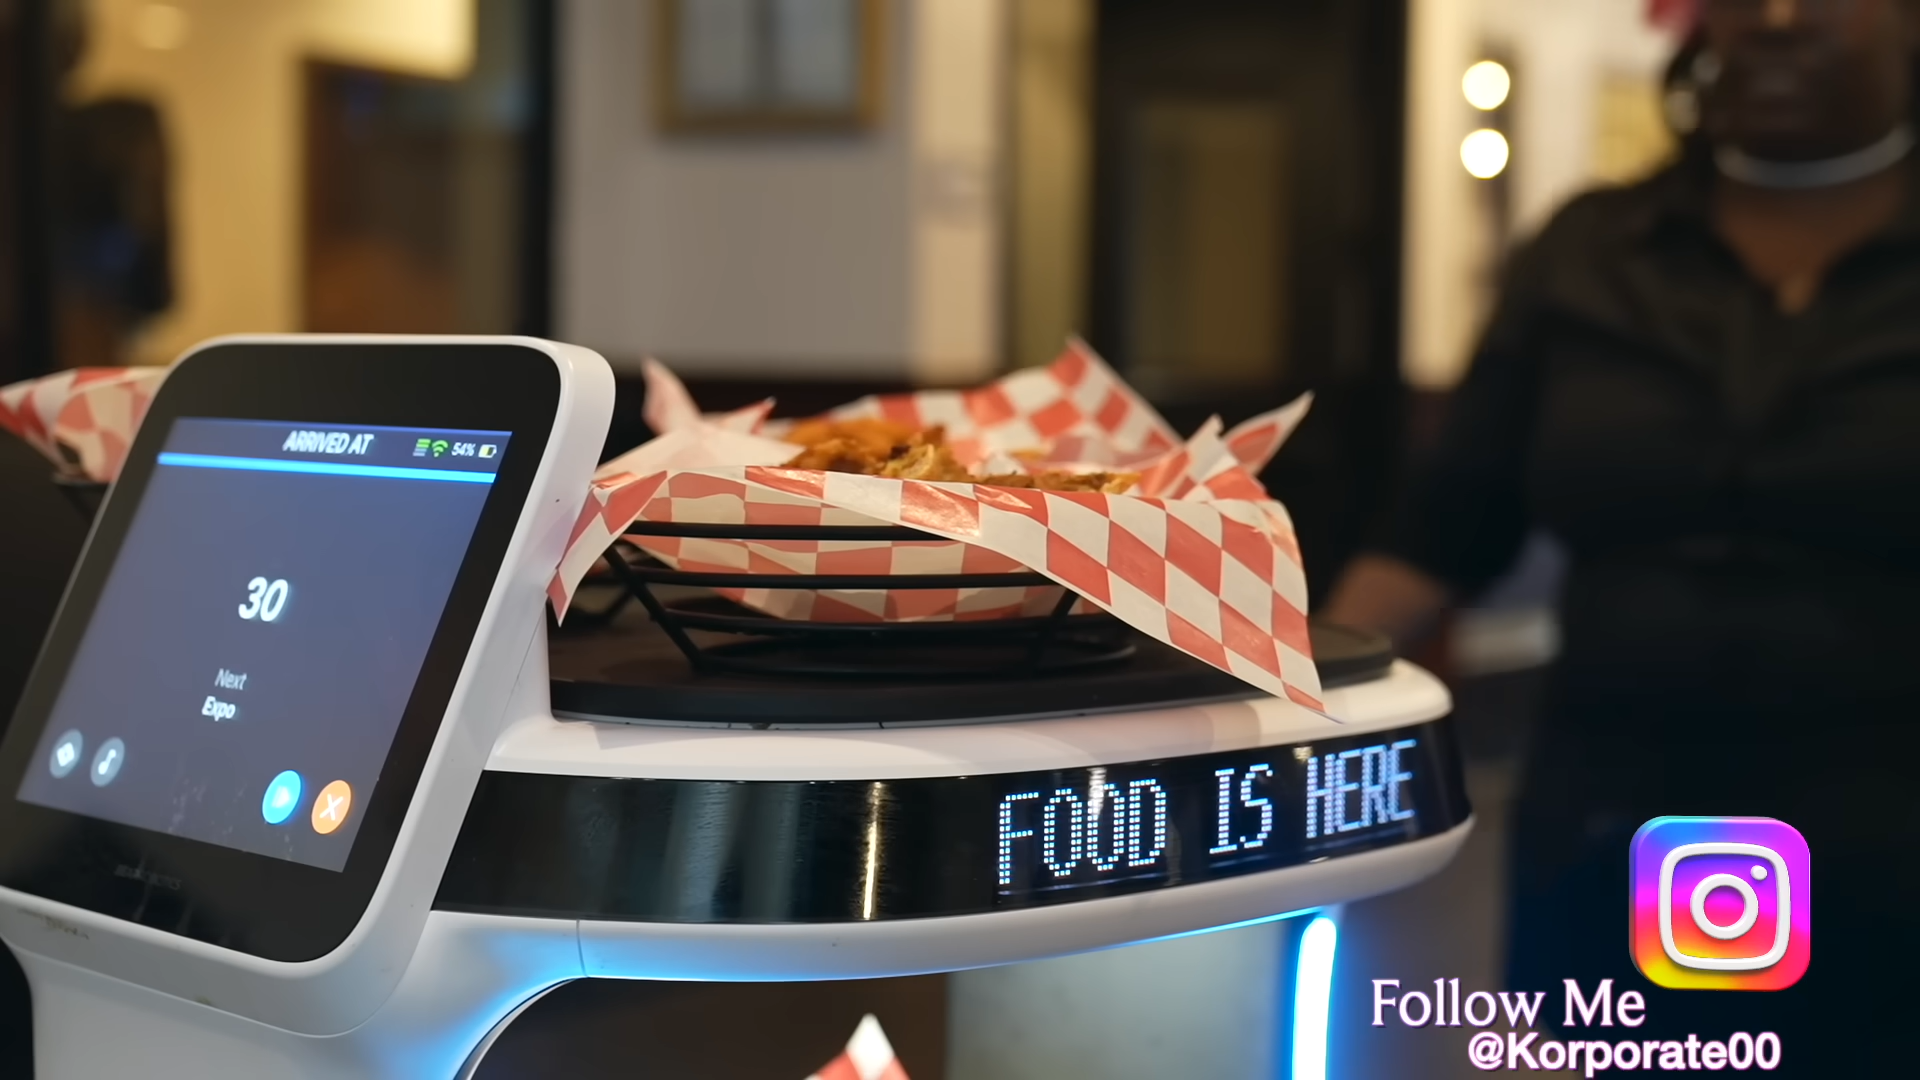 ARRIVED AT
54%
30
Next
Expo
FOOD IS HERE
Follow Me
@Korporate00